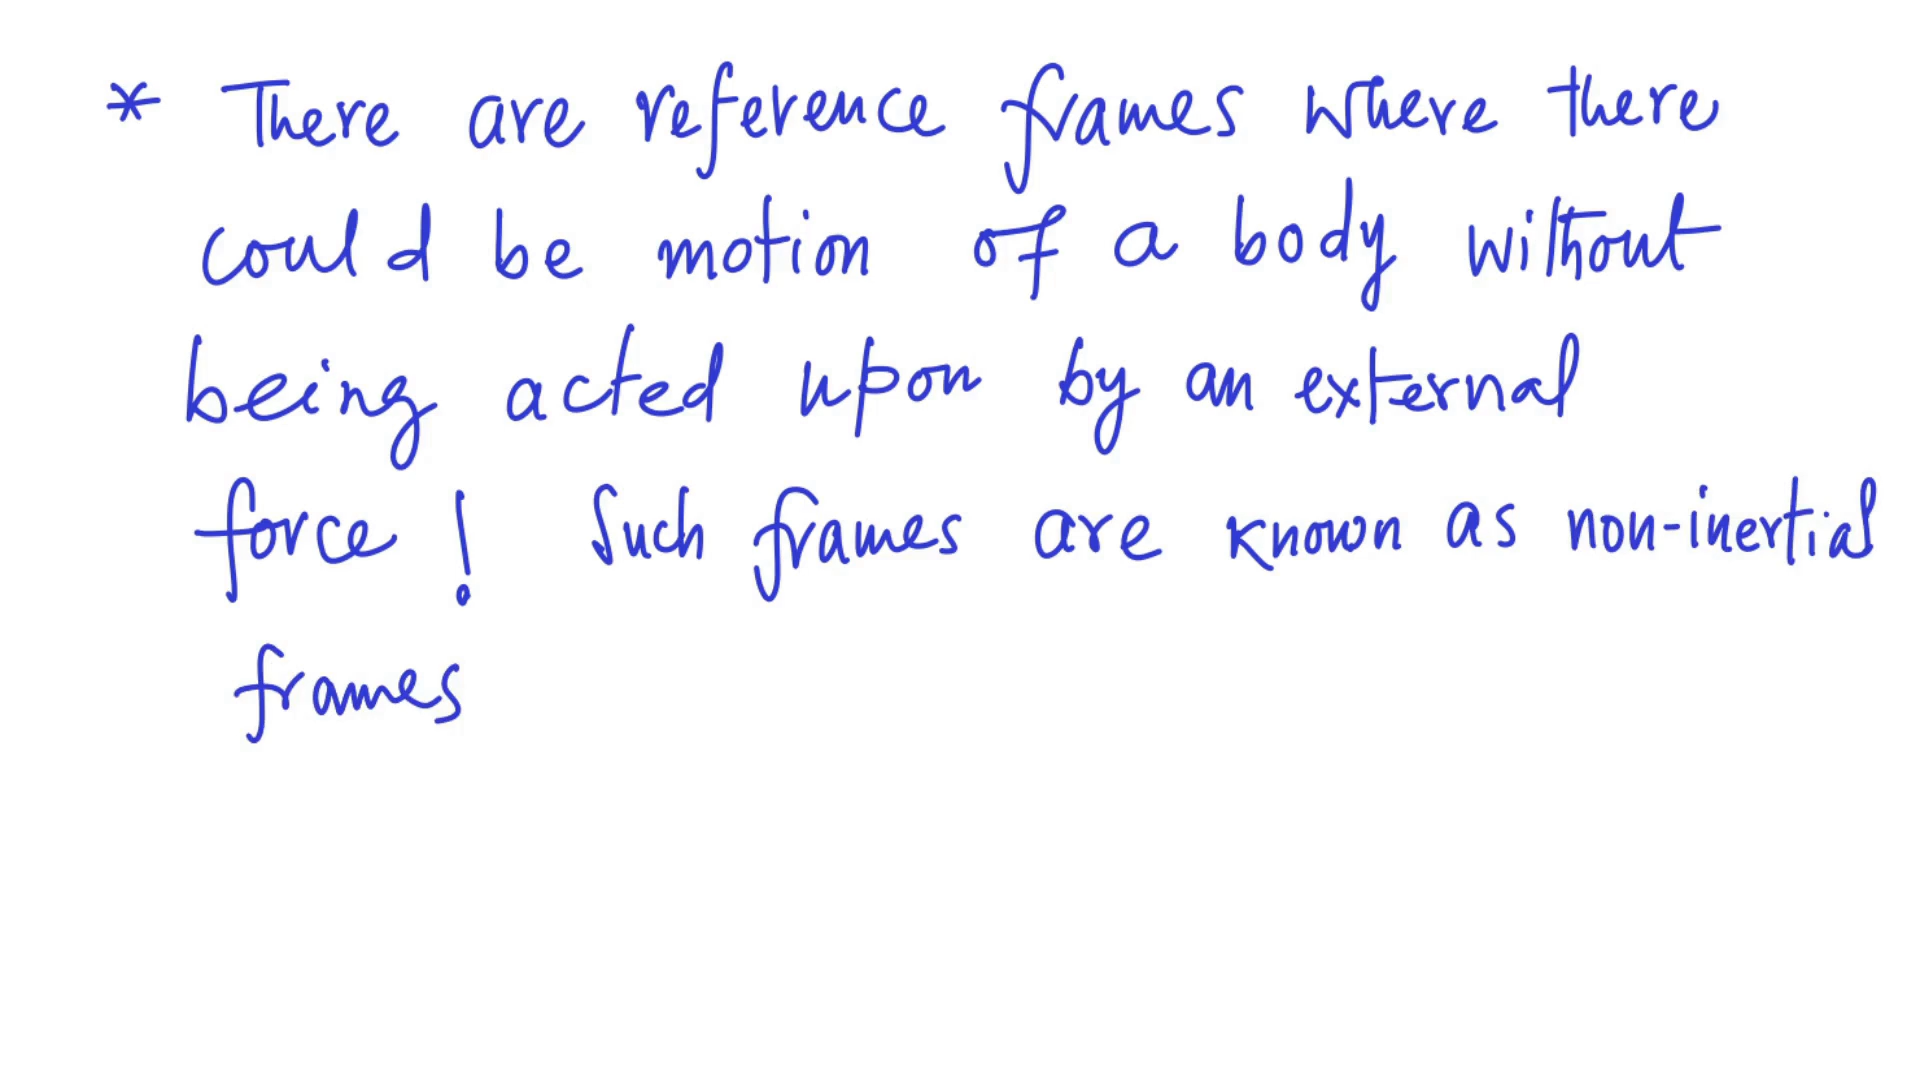 * There are reference frames where there
could be motion of a body without
being acted upon by an external
force! Such frames are known as non-inertial
frames